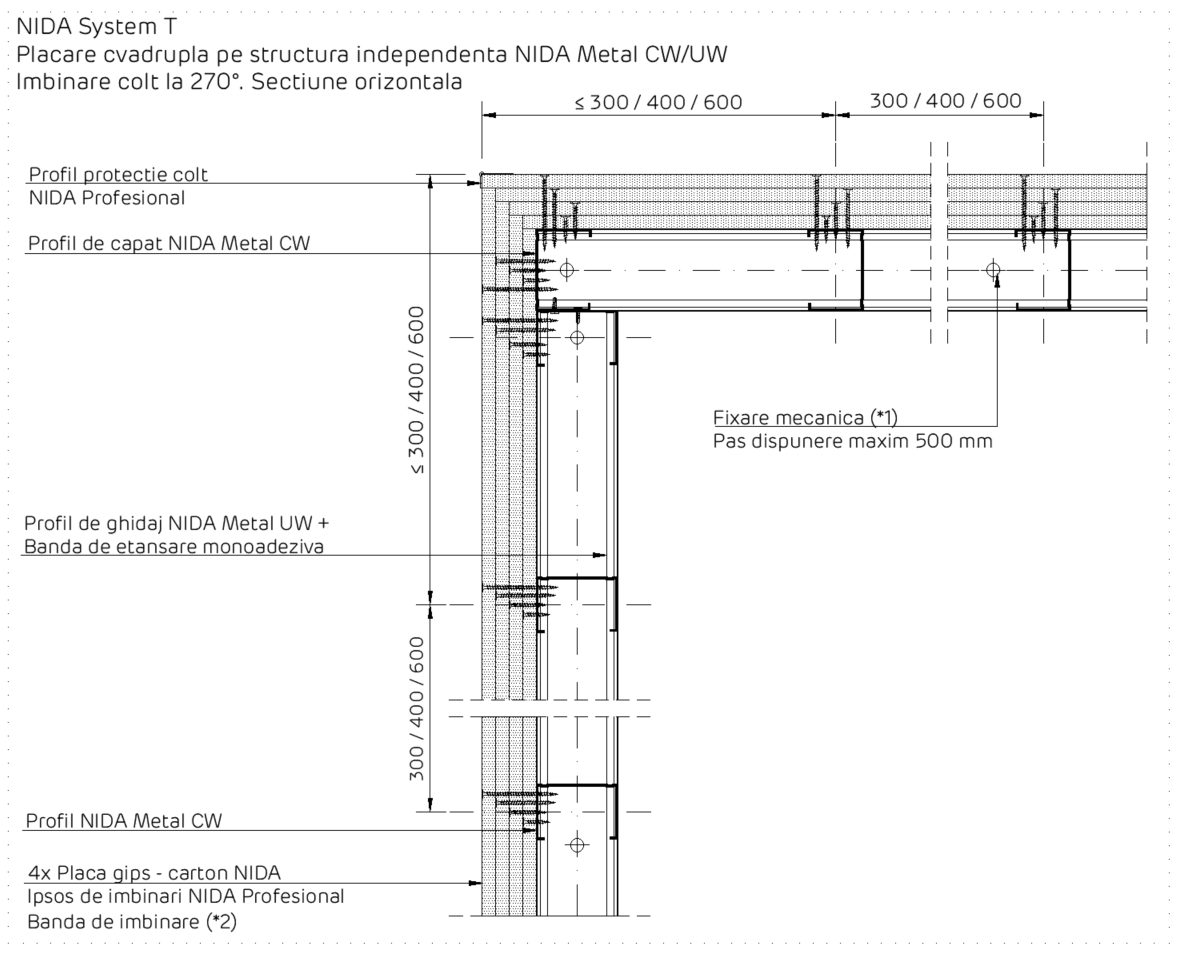 NIDA System T
Placare cvadrupla pe structura independenta NIDA Metal CW/UW
Imbinare colt la 270°. Sectiune orizontala
≤ 300 / 400 / 600
300 / 400 / 600
Profil protectie colt
NIDA Profesional
Profil de capat NIDA Metal CW
≤ 300 / 400 / 600
Fixare mecanica (*1)
Pas dispunere maxim 500 mm
Profil de ghidaj NIDA Metal UW +
Banda de etansare monoadeziva
300 / 400 / 600
Profil NIDA Metal CW
4x Placa gips - carton NIDA
Ipsos de imbinari NIDA Profesional
Banda de imbinare (*2)